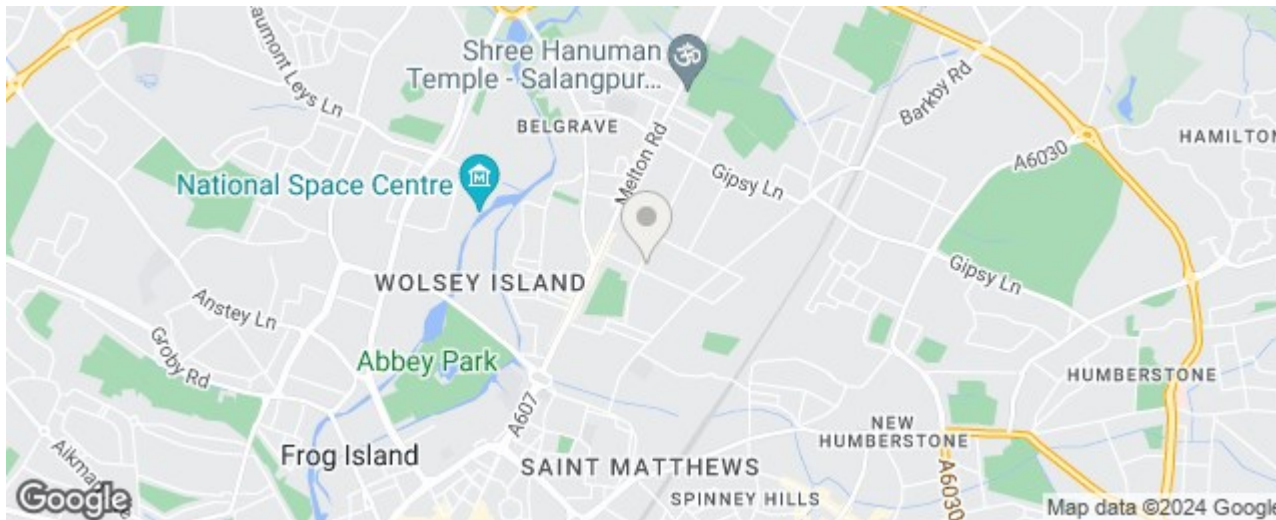 Shree Hanuman
Temple - Salangpur...
aumont Leys Ln
BELGRAVE
Melton Rd
Barkby Rd
HAMILTON
A6030
Gipsy Ln
National Space Centre
WOLSEY ISLAND
Gipsy Ln
Anstey Ln
Groby Rd
Abbey Park
HUMBERSTONE
A607
NEW
HUMBERSTONE
Frog Island
SAINT MATTHEWS
A6030
Aikma
SPINNEY HILLS
Google
Map data ©2024 Google